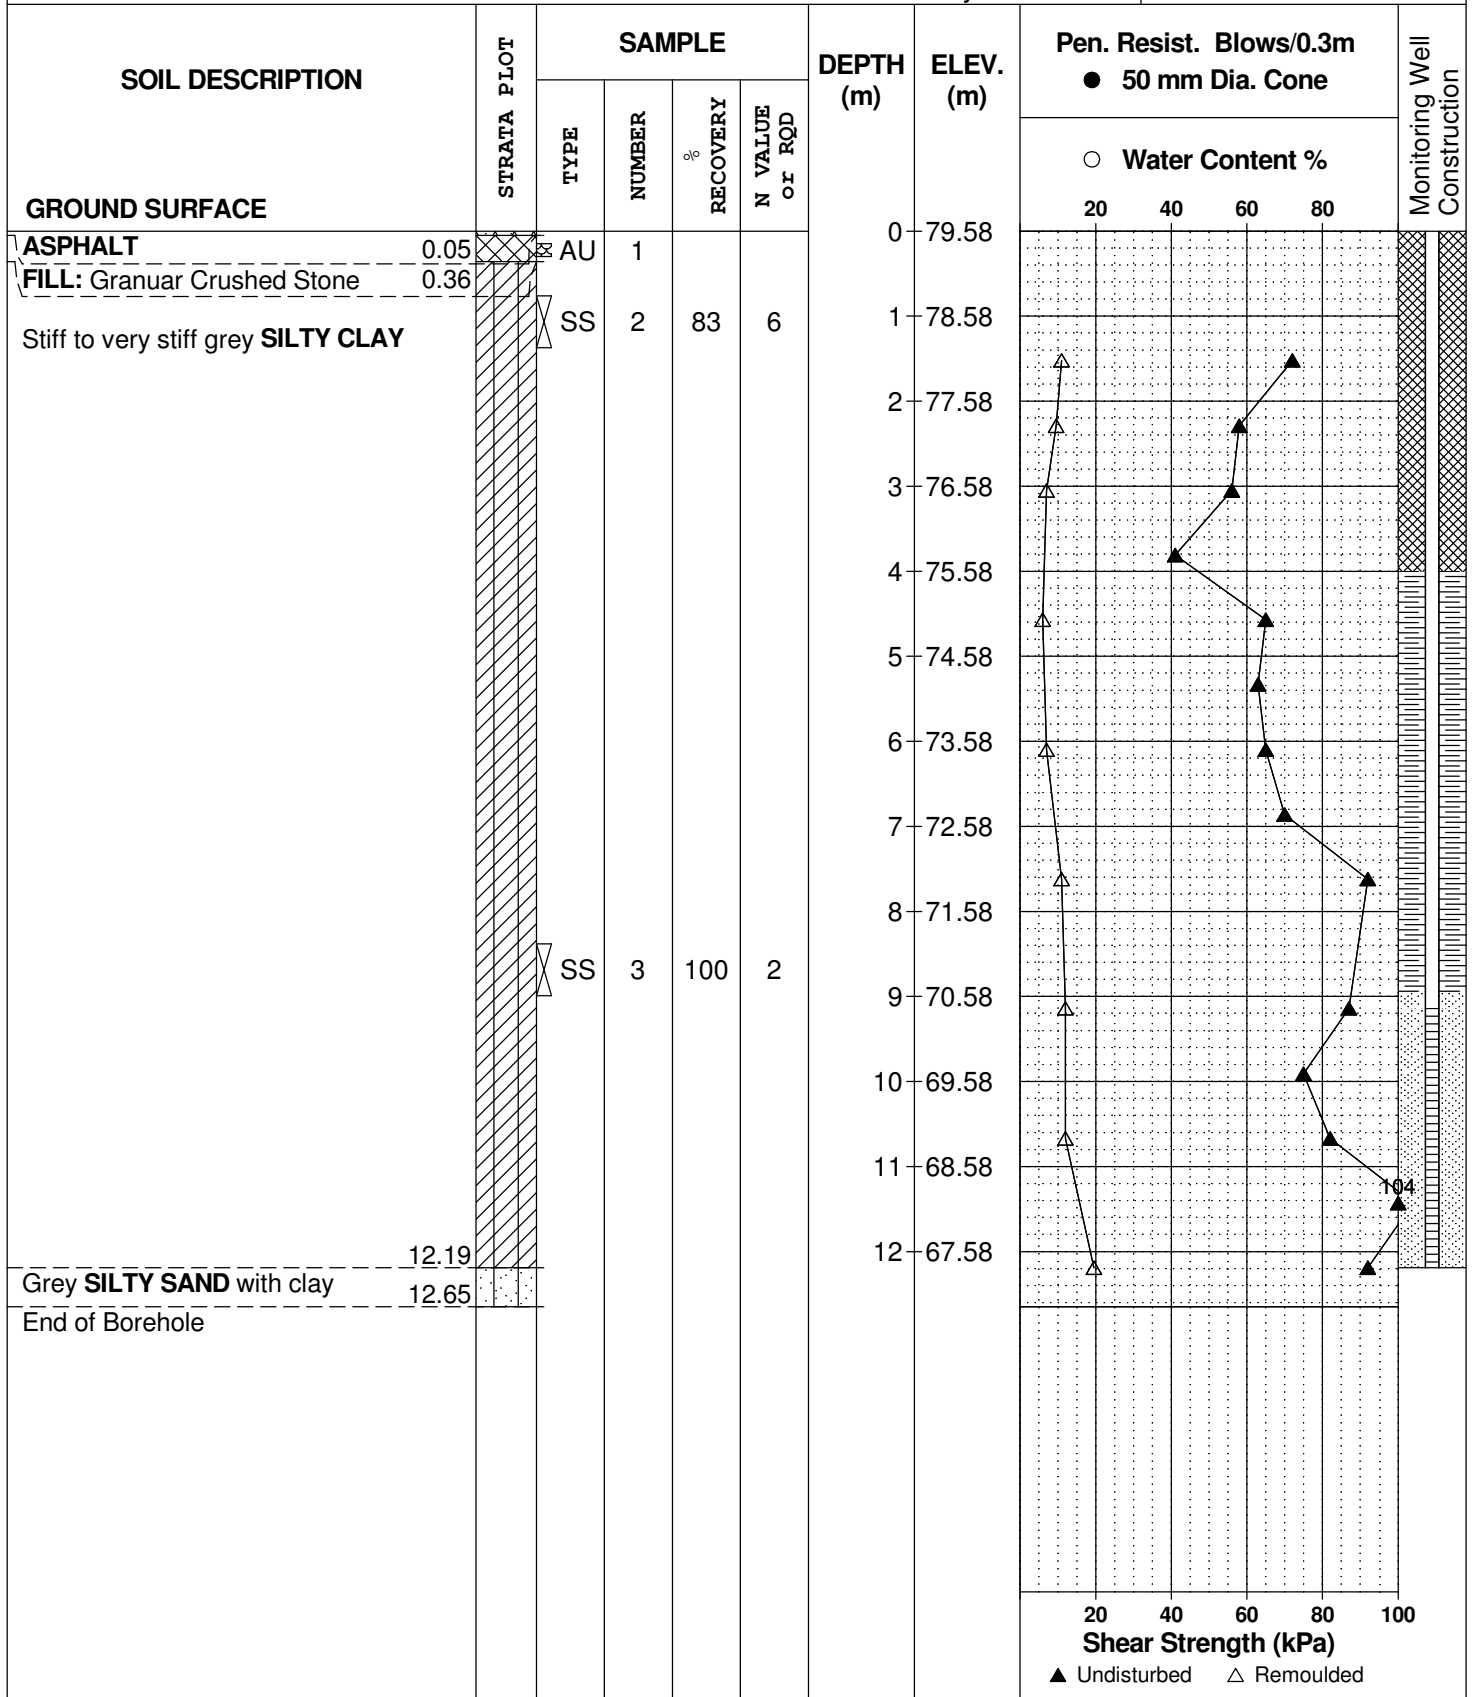 SOIL DESCRIPTION
GROUND SURFACE
STRATA PLOT
SAMPLE
TYPE
NUMBER
% RECOVERY
N VALUE or RQD
DEPTH (m)
ELEV. (m)
Pen. Resist. Blows/0.3m
● 50 mm Dia. Cone
○ Water Content %
20 40 60 80
Monitoring Well Construction
ASPHALT 0.05
FILL: Granuar Crushed Stone 0.36
Stiff to very stiff grey SILTY CLAY
12.19
Grey SILTY SAND with clay
12.65
End of Borehole
AU 1
SS 2 83 6
SS 3 100 2
0 79.58
1 78.58
2 77.58
3 76.58
4 75.58
5 74.58
6 73.58
7 72.58
8 71.58
9 70.58
10 69.58
11 68.58
12 67.58
104
20 40 60 80 100
Shear Strength (kPa)
▲ Undisturbed △ Remoulded